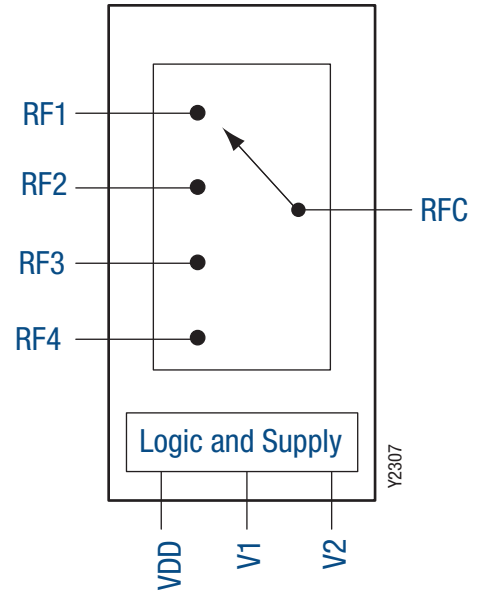 RF1
RF2
RF3
RF4
RFC
Logic and Supply
Y2307
VDD
V1
V2